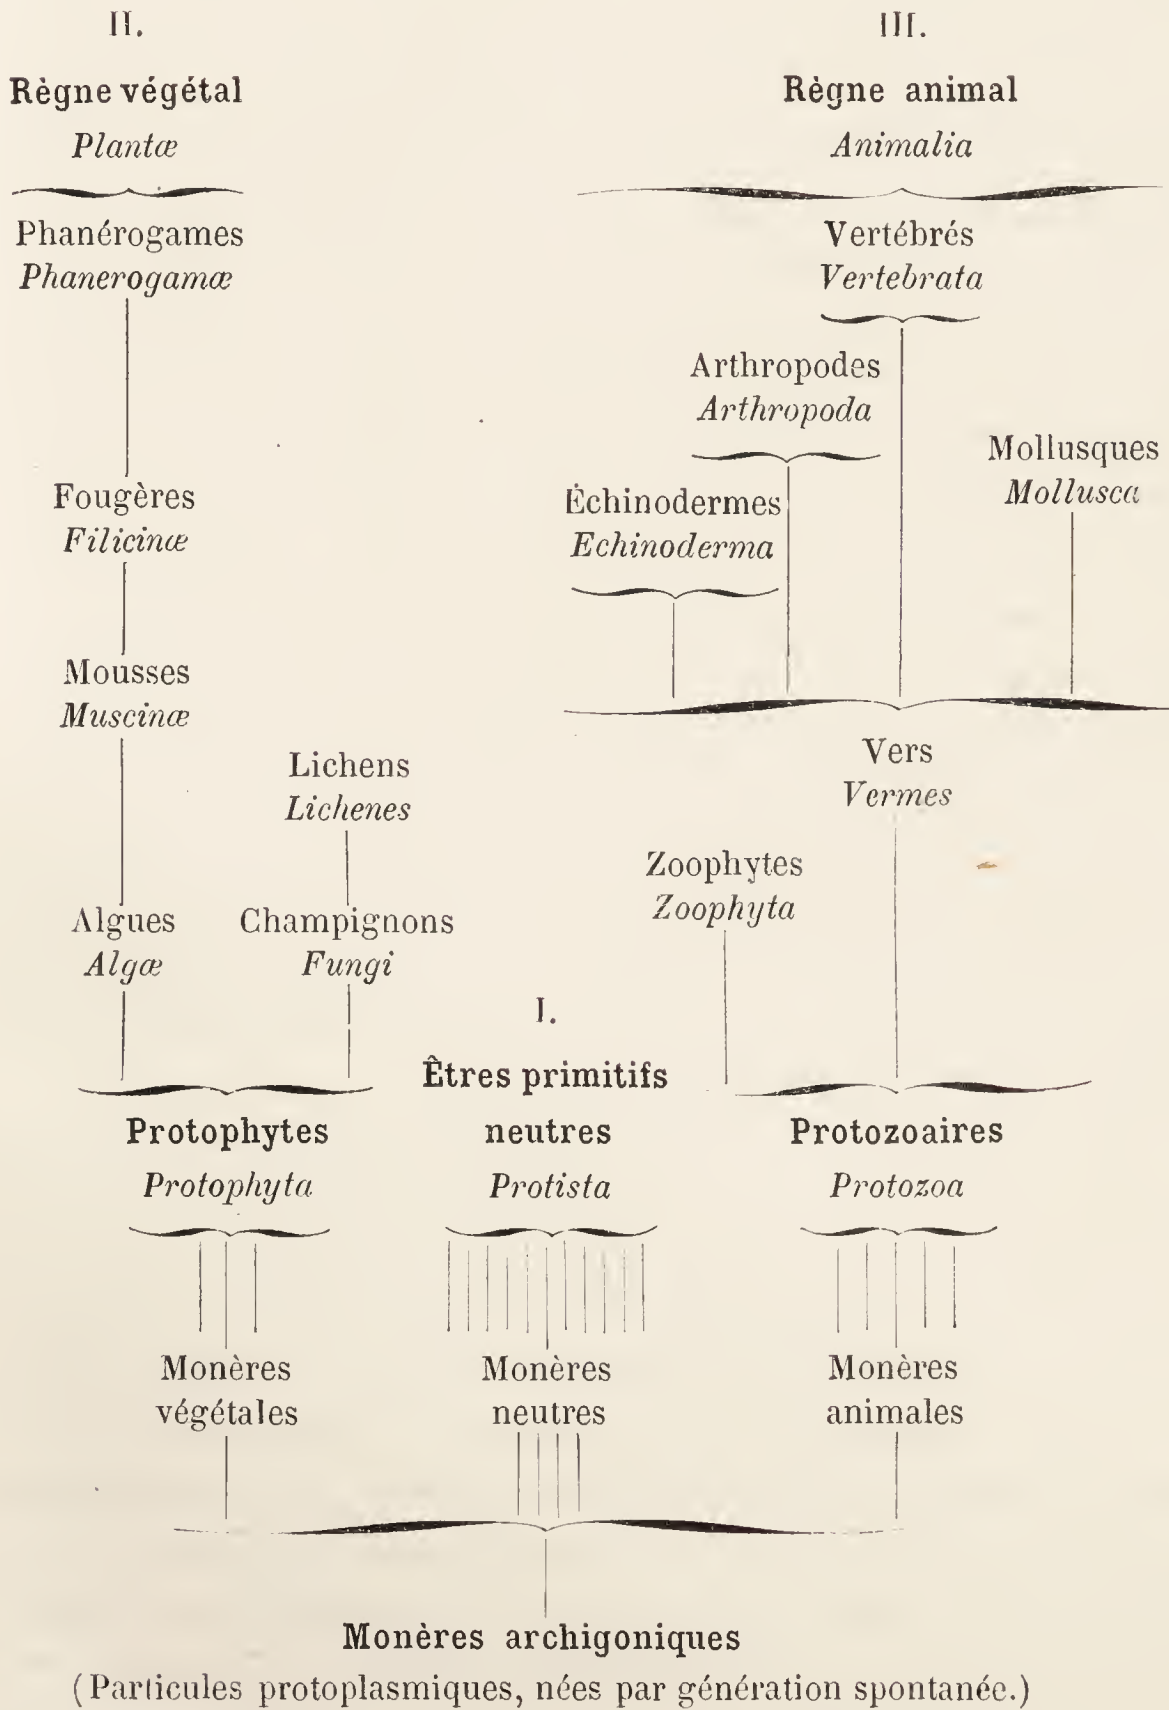 II.
Règne végétal
Plantæ
Phanérogames
Phanerogamæ
Fougères
Filicinæ
Mousses
Muscinæ
Lichens
Lichenes
Algues
Algæ
Champignons
Fungi
Protophytes
Protophyta
Monères
végétales
I.
Êtres primitifs
neutres
Protista
Monères
neutres
III.
Règne animal
Animalia
Vertébrés
Vertebrata
Arthropodes
Arthropoda
Mollusques
Mollusca
Échinodermes
Echinoderma
Vers
Vermes
Zoophytes
Zoophyta
Protozoaires
Protozoa
Monères
animales
Monères archigoniques
(Particules protoplasmiques, nées par génération spontanée.)